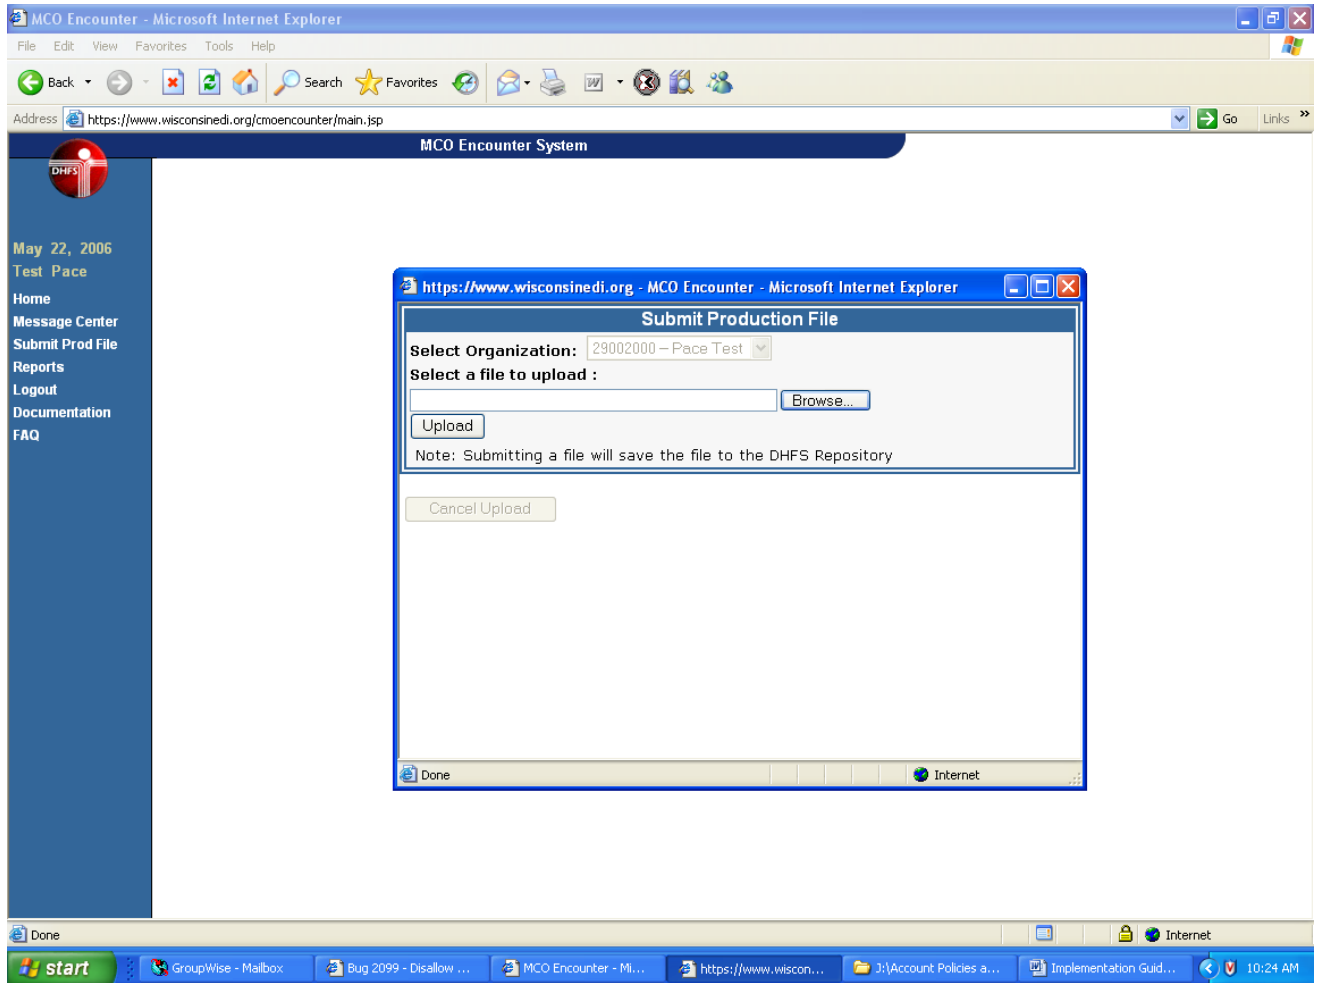 MCO Encounter - Microsoft Internet Explorer
File Edit View Favorites Tools Help
Back Search Favorites
Address https://www.wisconsinedi.org/cmoencounter/main.jsp Go Links »
MCO Encounter System
DHFS
May 22, 2006
Test Pace
Home
Message Center
Submit Prod File
Reports
Logout
Documentation
FAQ
https://www.wisconsinedi.org - MCO Encounter - Microsoft Internet Explorer
Submit Production File
Select Organization: 29002000 – Pace Test
Select a file to upload :
Browse...
Upload
Note: Submitting a file will save the file to the DHFS Repository
Cancel Upload
Done Internet
Done Internet
start GroupWise - Mailbox Bug 2099 - Disallow ... MCO Encounter - Mi... https://www.wiscon... J:\Account Policies a... Implementation Guid... 10:24 AM